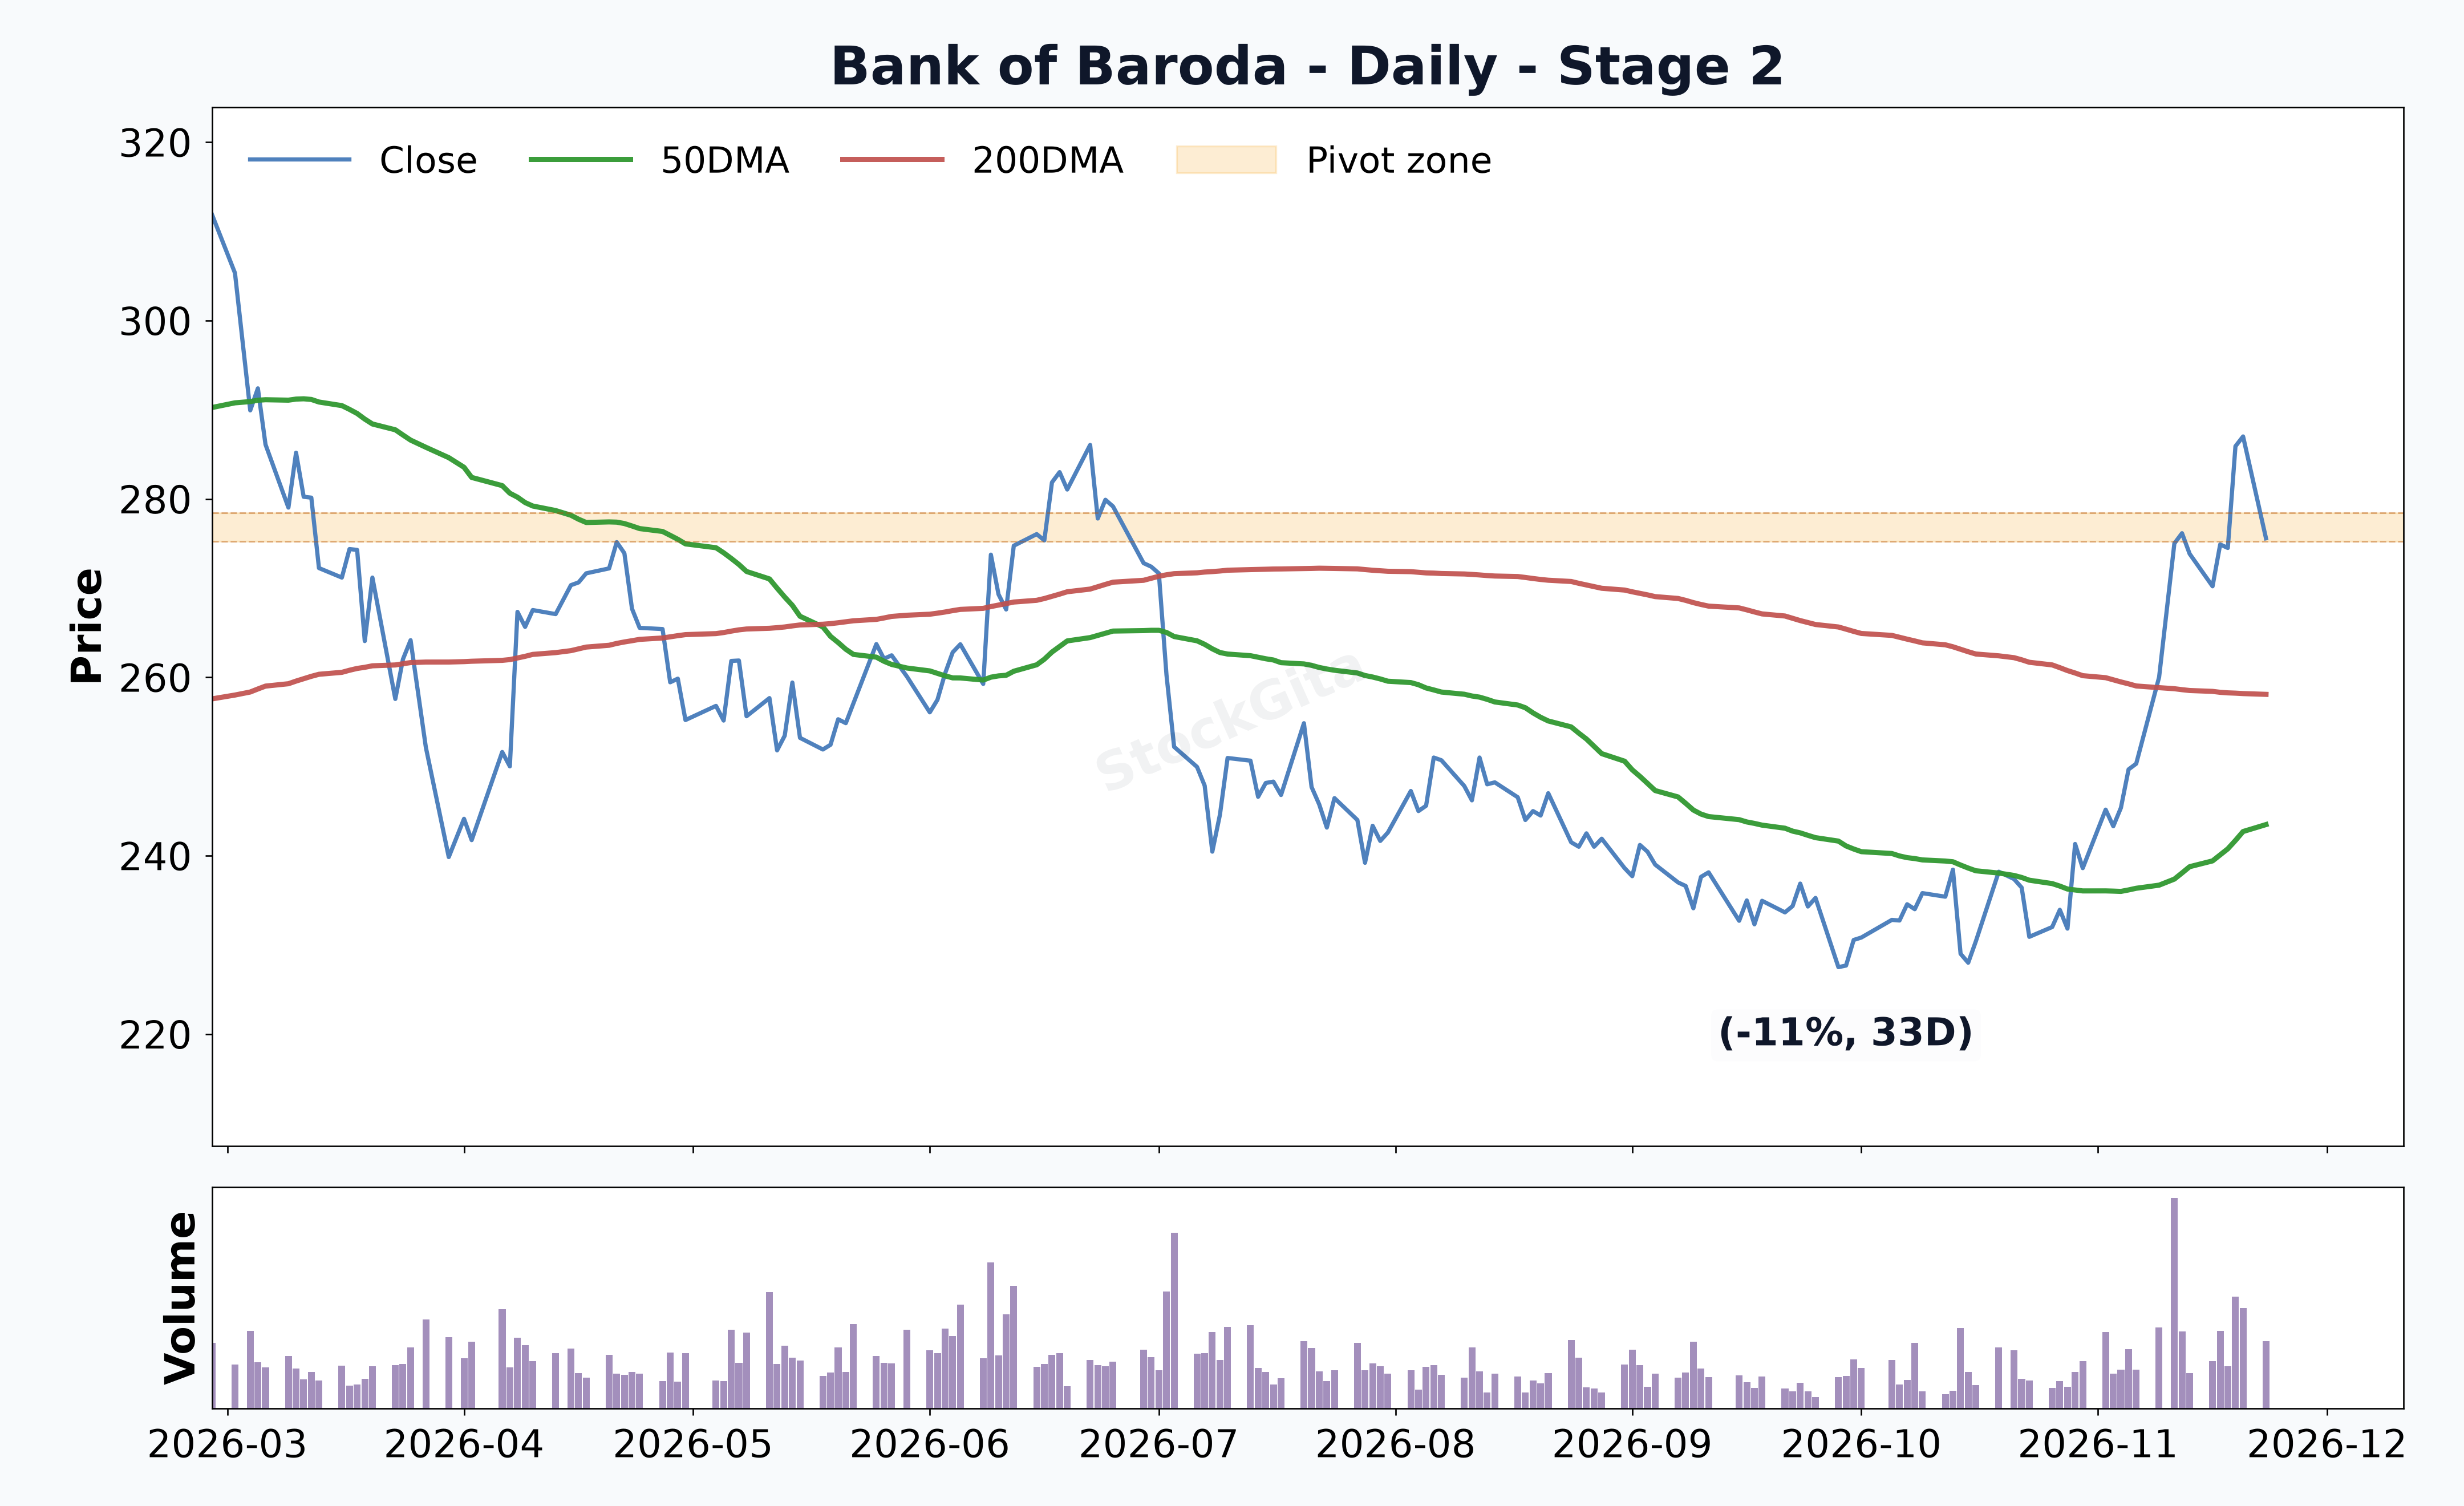 Bank of Baroda - Daily - Stage 2
Close 50DMA 200DMA Pivot zone
320
300
280
260
240
220
Price
StockGita
(-11%, 33D)
Volume
2026-03 2026-04 2026-05 2026-06 2026-07 2026-08 2026-09 2026-10 2026-11 2026-12